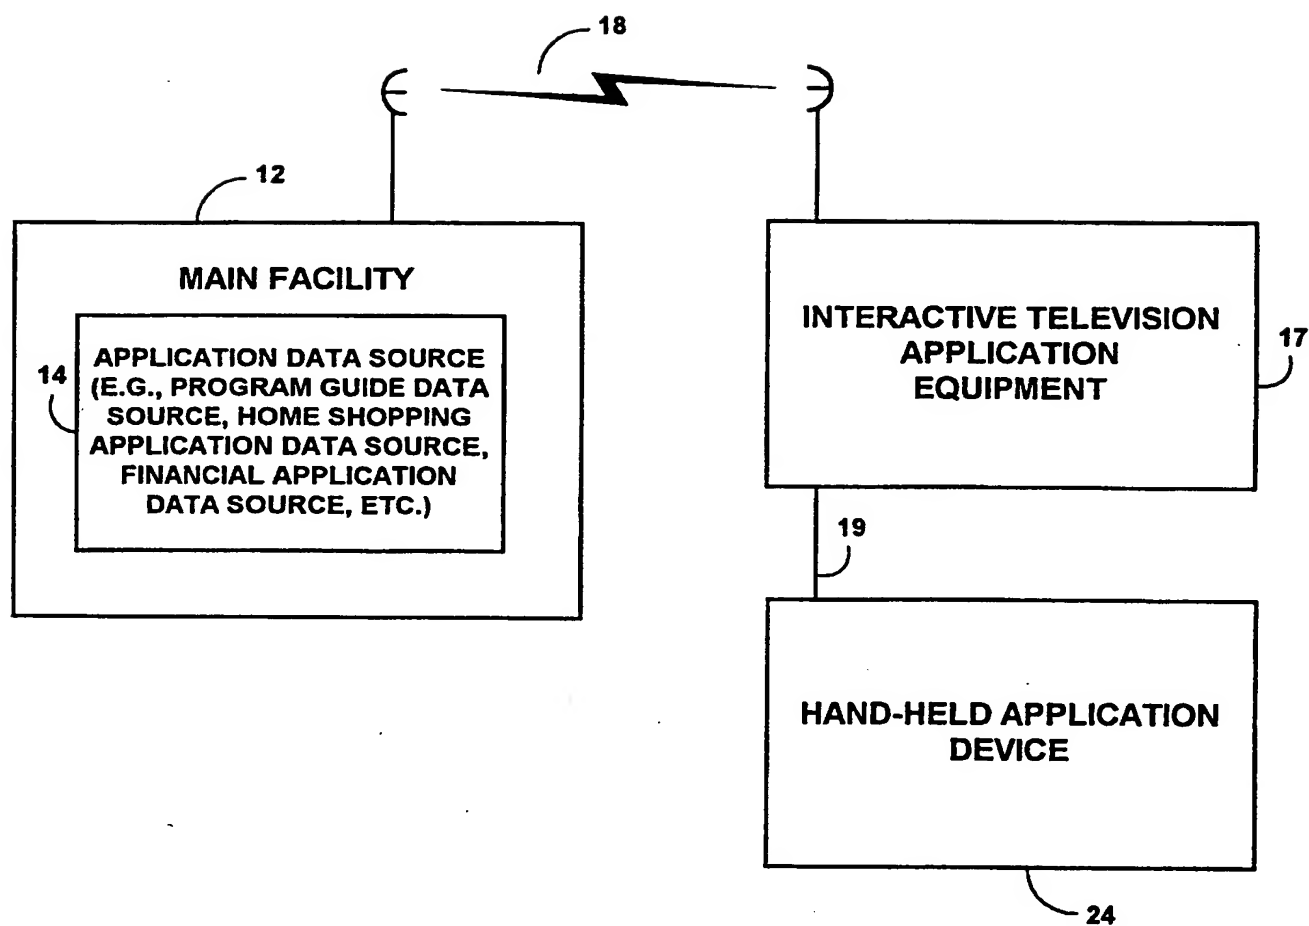 18
12
MAIN FACILITY
14
APPLICATION DATA SOURCE
(E.G., PROGRAM GUIDE DATA
SOURCE, HOME SHOPPING
APPLICATION DATA SOURCE,
FINANCIAL APPLICATION
DATA SOURCE, ETC.)
INTERACTIVE TELEVISION
APPLICATION
EQUIPMENT
17
19
HAND-HELD APPLICATION
DEVICE
24